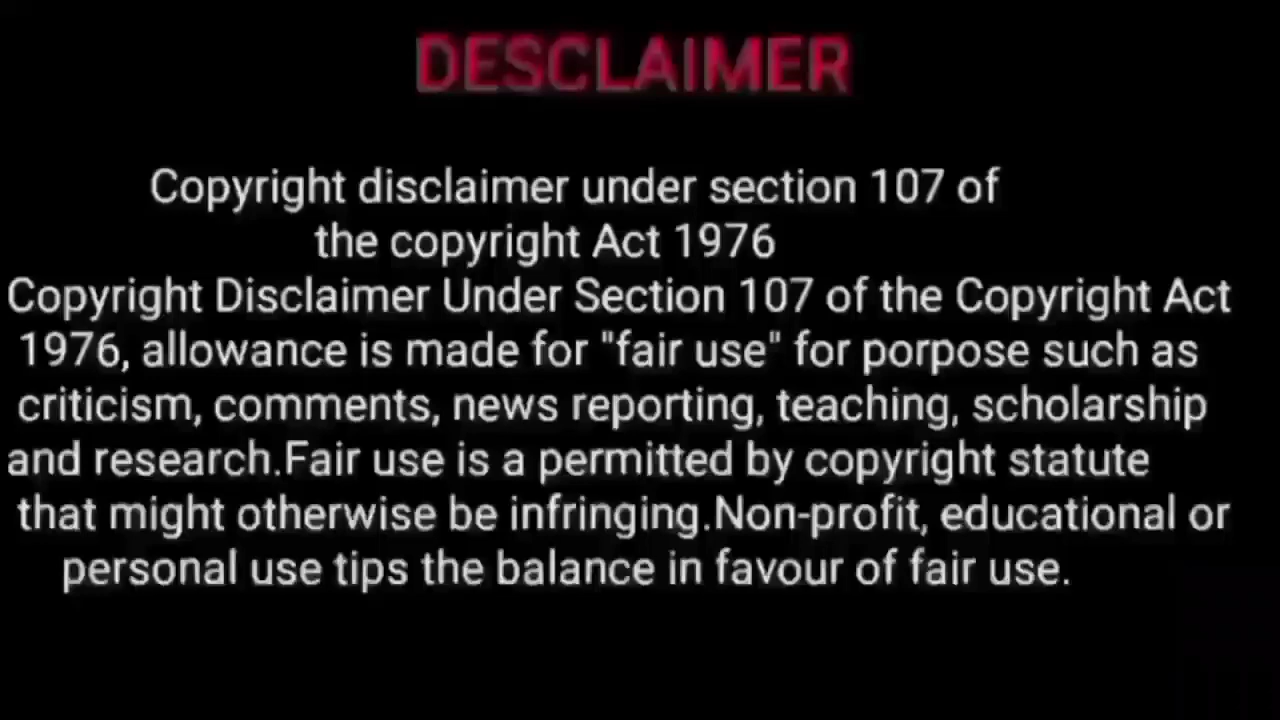 DESCLAIMER
Copyright disclaimer under section 107 of
the copyright Act 1976
Copyright Disclaimer Under Section 107 of the Copyright Act
1976, allowance is made for "fair use" for porpose such as
criticism, comments, news reporting, teaching, scholarship
and research.Fair use is a permitted by copyright statute
that might otherwise be infringing.Non-profit, educational or
personal use tips the balance in favour of fair use.